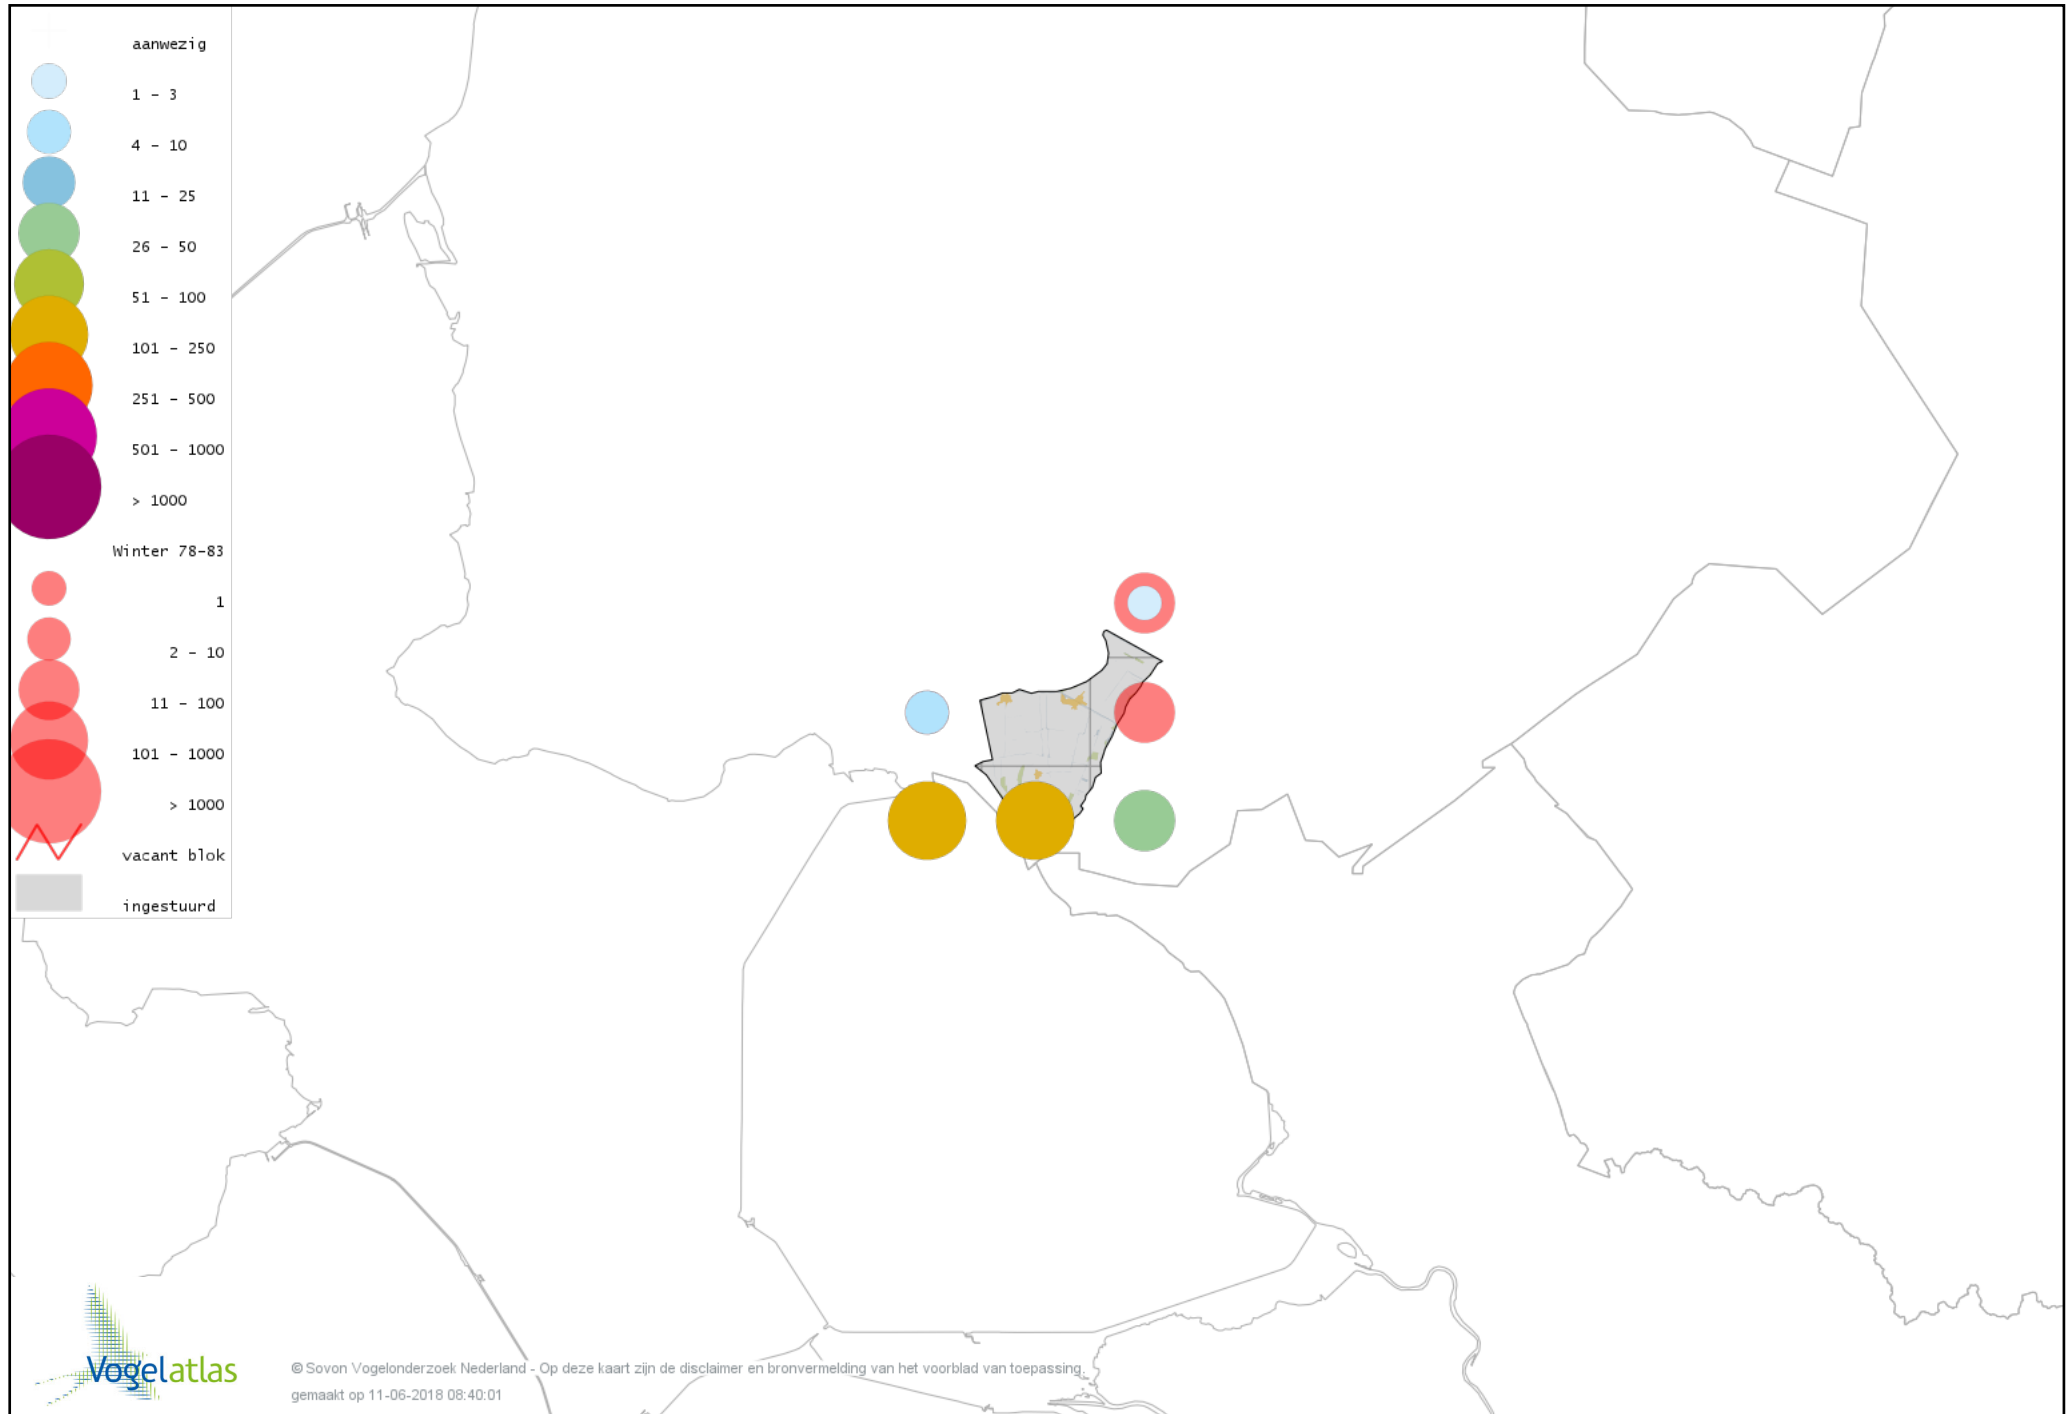 aanwezig
1 - 3
4 - 10
11 - 25
26 - 50
51 - 100
101 - 250
251 - 500
501 - 1000
> 1000
Winter 78-83
1
2 - 10
11 - 100
101 - 1000
> 1000
vacant blok
ingestuurd
Vogelatlas
© Sovon Vogelonderzoek Nederland - Op deze kaart zijn de disclaimer en bronvermelding van het voorblad van toepassing.
gemaakt op 11-06-2018 08:40:01